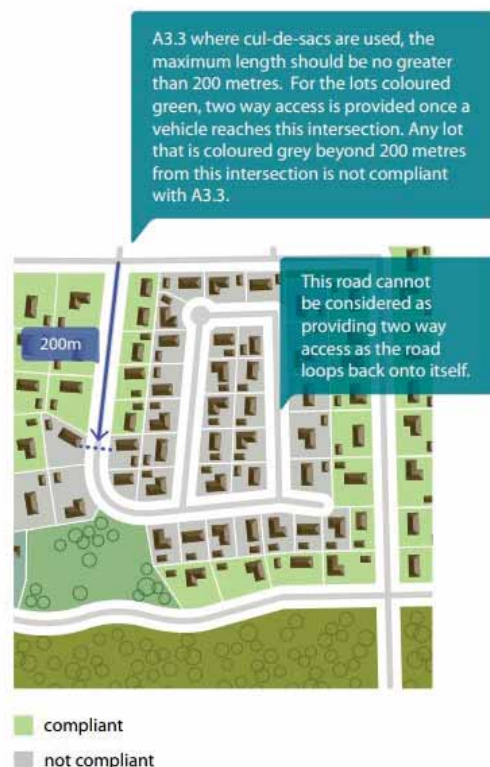 A3.3 where cul-de-sacs are used, the
maximum length should be no greater
than 200 metres. For the lots coloured
green, two way access is provided once a
vehicle reaches this intersection. Any lot
that is coloured grey beyond 200 metres
from this intersection is not compliant
with A3.3.
This road cannot
be considered as
providing two way
access as the road
loops back onto itself.
200m
compliant
not compliant